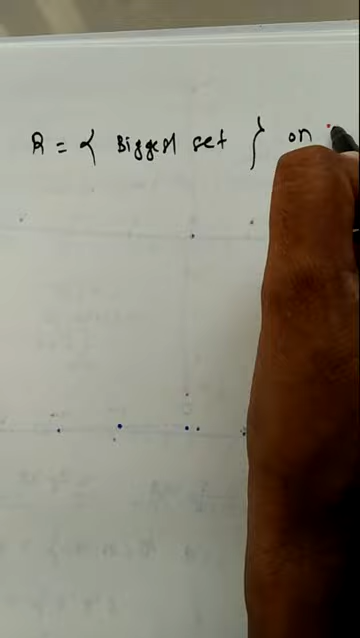 R = { Biggest set } on